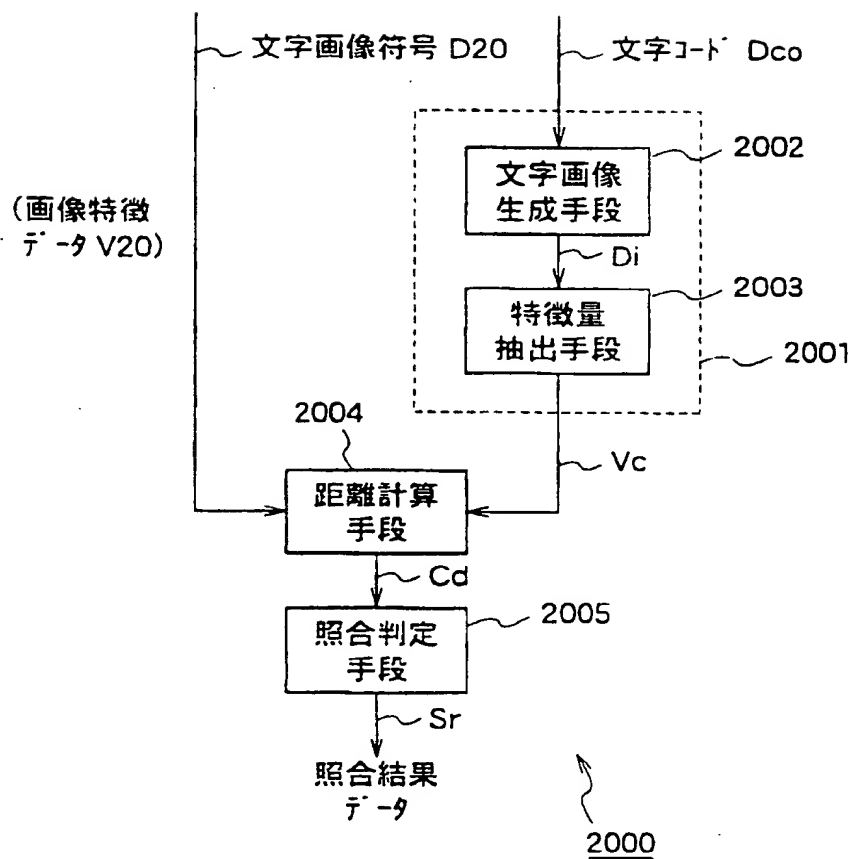 文字画像符号 D20
文字コード Dco
2002
文字画像
生成手段
(画像特徴
データ V20)
Di
2003
特徴量
抽出手段
2001
2004
Vc
距離計算
手段
Cd
2005
照合判定
手段
Sr
照合結果
データ
2000